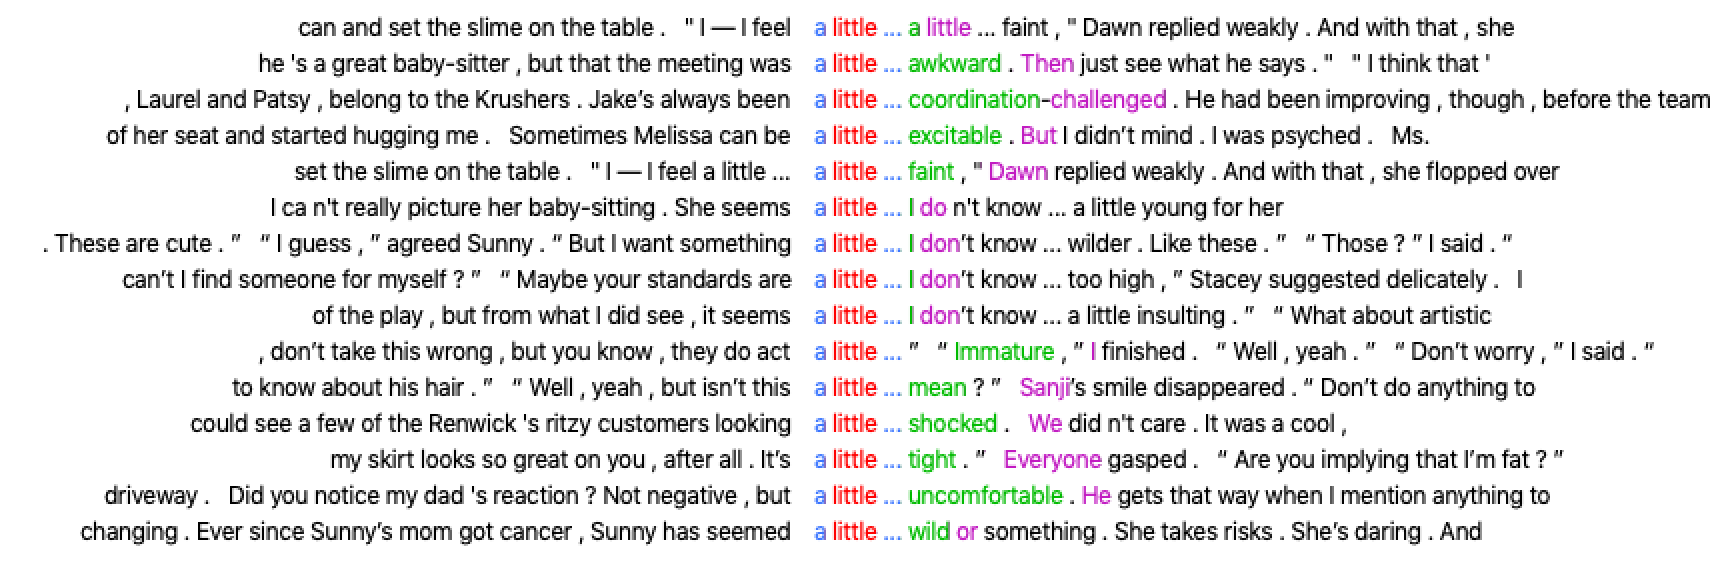 can and set the slime on the table . " I — I feel a little ... a little ... faint , " Dawn replied weakly . And with that , she
he 's a great baby-sitter , but that the meeting was a little ... awkward . Then just see what he says . " " I think that '
, Laurel and Patsy , belong to the Krushers . Jake’s always been a little ... coordination-challenged . He had been improving , though , before the team
of her seat and started hugging me . Sometimes Melissa can be a little ... excitable . But I didn’t mind . I was psyched . Ms.
set the slime on the table . " I — I feel a little ... a little ... faint , " Dawn replied weakly . And with that , she flopped over
I ca n't really picture her baby-sitting . She seems a little ... I do n't know ... a little young for her
. These are cute . ” “ I guess , ” agreed Sunny . “ But I want something a little ... I don’t know ... wilder . Like these . ” “ Those ? ” I said . “
can’t I find someone for myself ? ” “ Maybe your standards are a little ... I don’t know ... too high , ” Stacey suggested delicately . I
of the play , but from what I did see , it seems a little ... I don’t know ... a little insulting . ” “ What about artistic
, don’t take this wrong , but you know , they do act a little ... ” “ Immature , ” I finished . “ Well , yeah . ” “ Don’t worry , ” I said . “
to know about his hair . ” “ Well , yeah , but isn’t this a little ... mean ? ” Sanji’s smile disappeared . “ Don’t do anything to
could see a few of the Renwick 's ritzy customers looking a little ... shocked . We did n't care . It was a cool ,
my skirt looks so great on you , after all . It’s a little ... tight . ” Everyone gasped . “ Are you implying that I’m fat ? ”
driveway . Did you notice my dad 's reaction ? Not negative , but a little ... uncomfortable . He gets that way when I mention anything to
changing . Ever since Sunny’s mom got cancer , Sunny has seemed a little ... wild or something . She takes risks . She’s daring . And